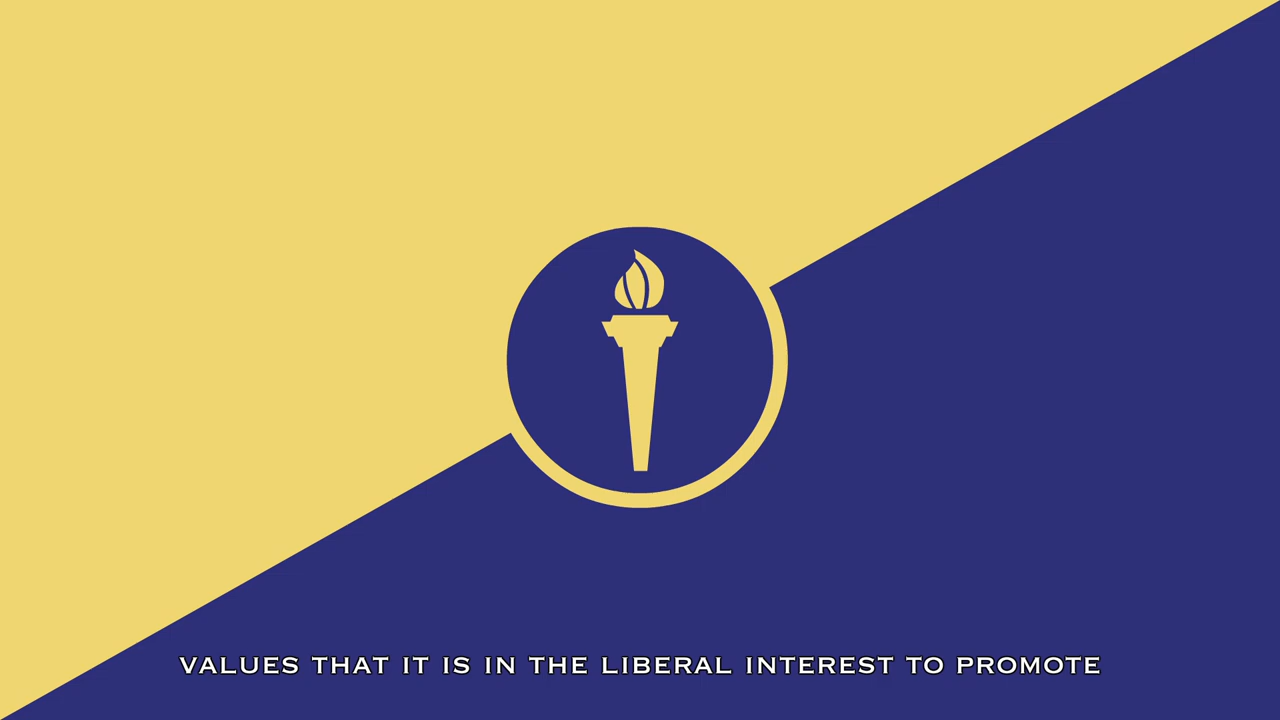 VALUES THAT IT IS IN THE LIBERAL INTEREST TO PROMOTE